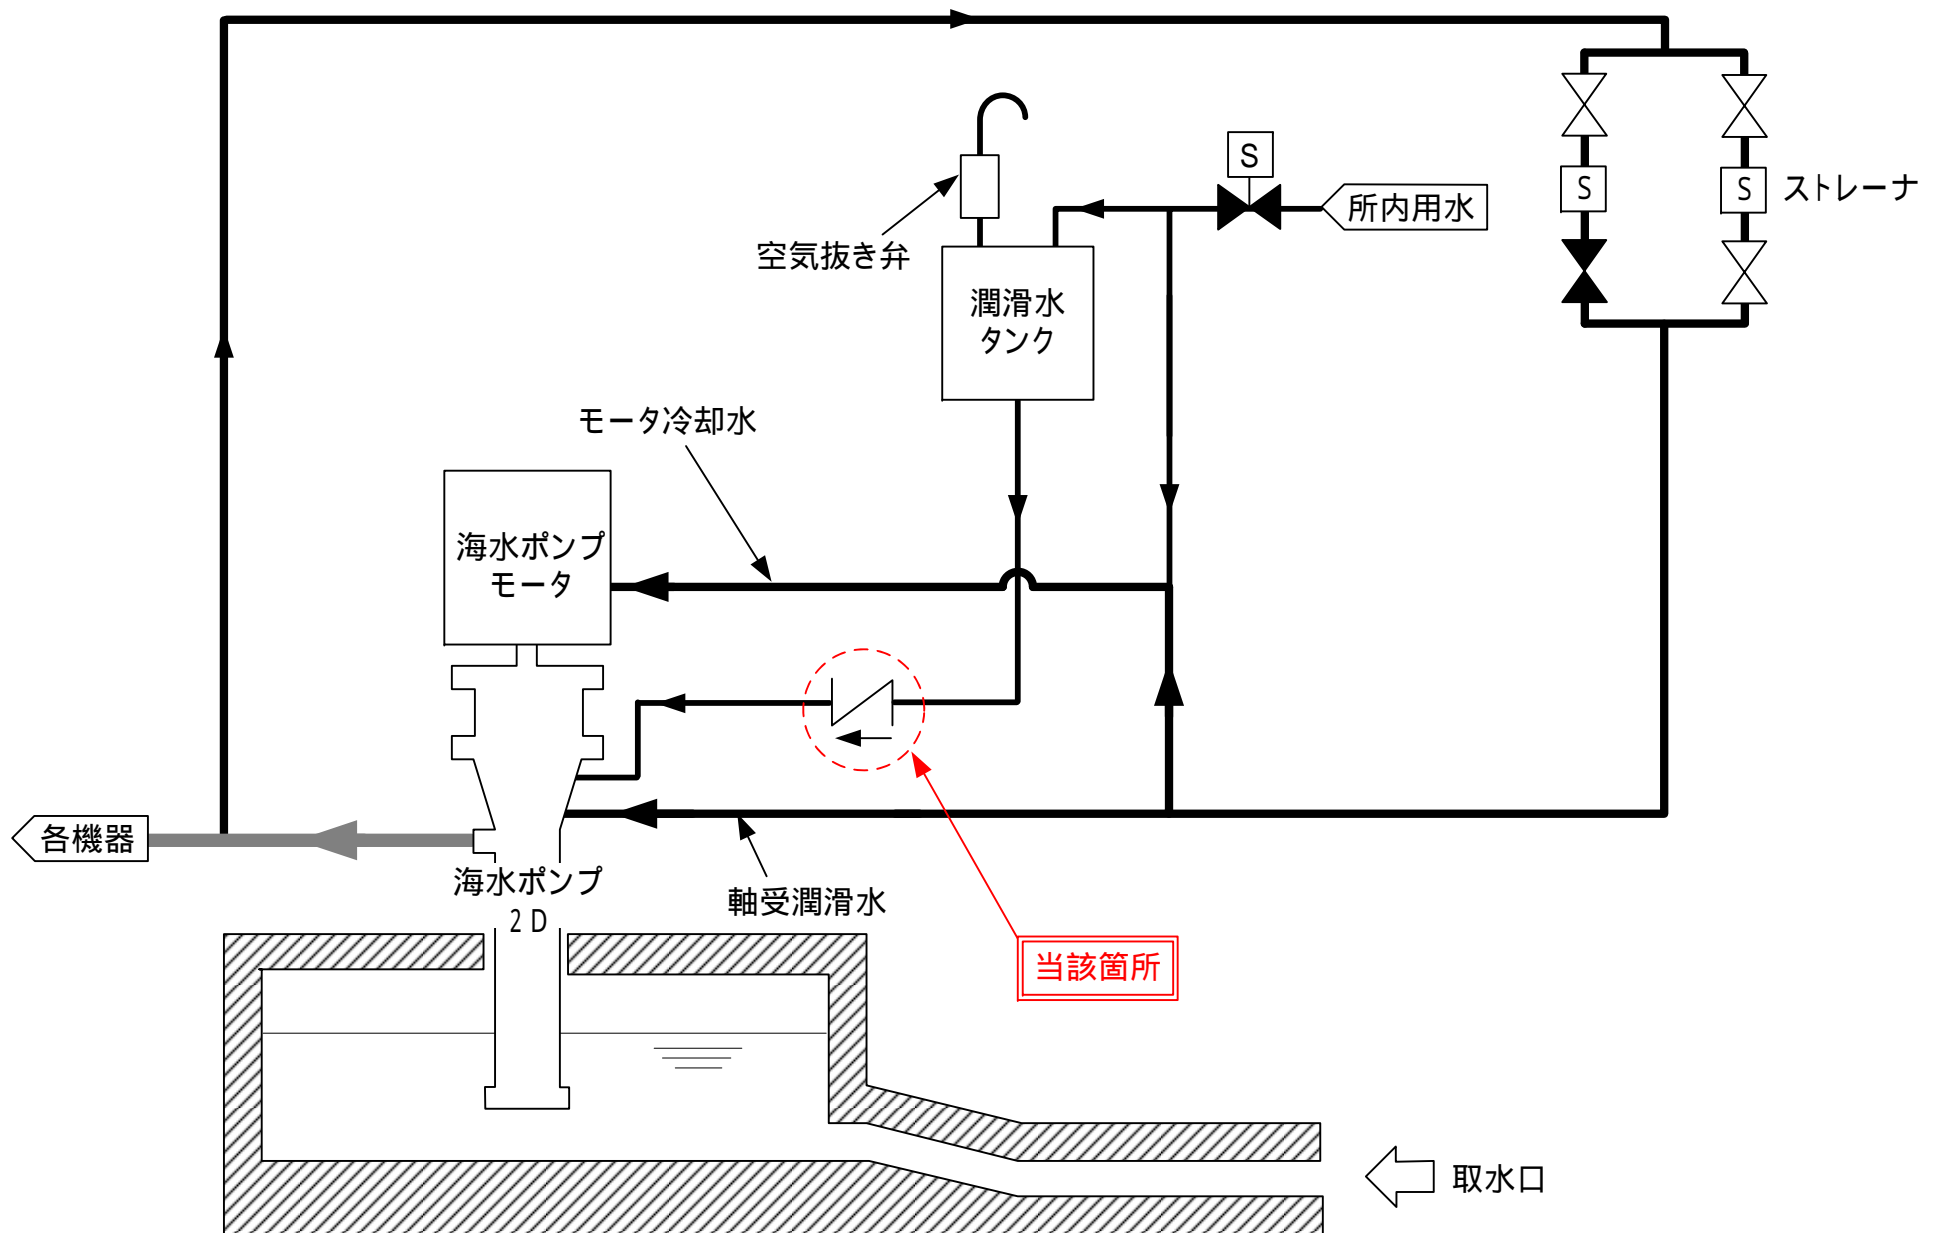 S
所内用水
S
S
ストレーナ
空気抜き弁
潤滑水
タンク
モータ冷却水
海水ポンプ
モータ
各機器
海水ポンプ
2D
軸受潤滑水
当該箇所
取水口